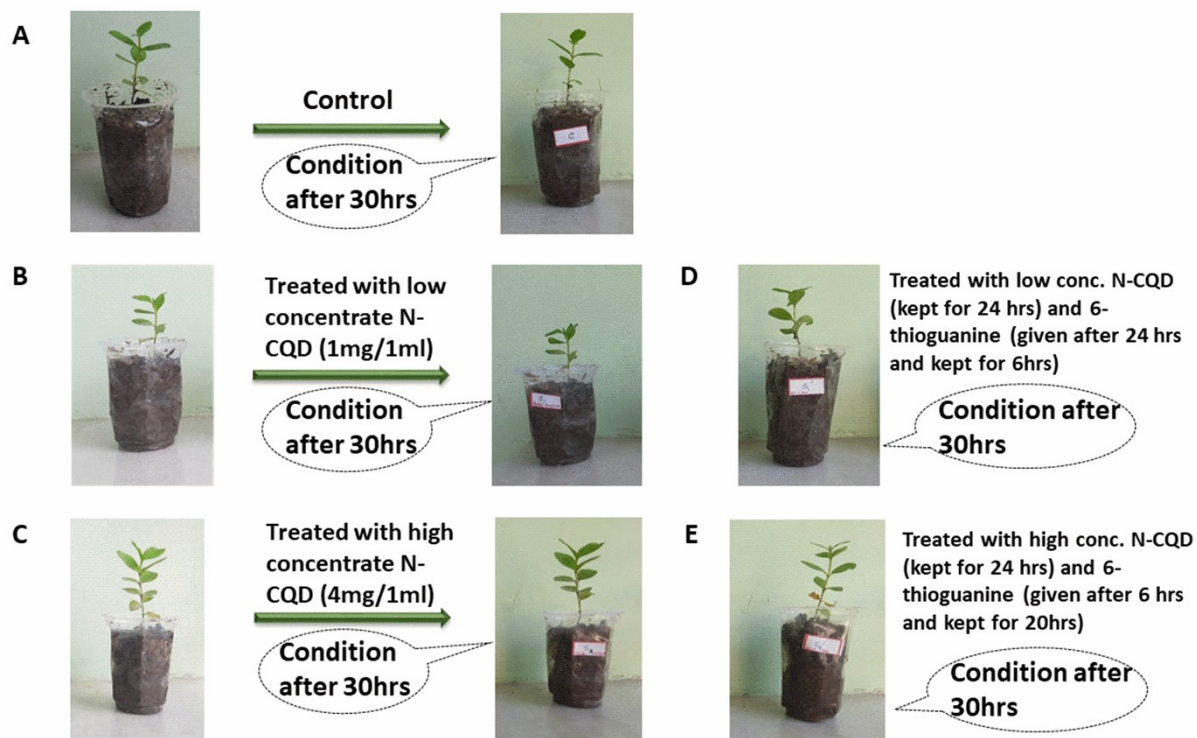 A
Control
Condition
after 30hrs
C
B
Treated with low
concentrate N-
CQD (1mg/1ml)
Condition
after 30hrs
D
Treated with low conc. N-CQD
(kept for 24 hrs) and 6-
thioguanine (given after 24 hrs
and kept for 6hrs)
Condition after
30hrs
C
Treated with high
concentrate N-
CQD (4mg/1ml)
Condition
after 30hrs
E
Treated with high conc. N-CQD
(kept for 24 hrs) and 6-
thioguanine (given after 6 hrs
and kept for 20hrs)
Condition after
30hrs